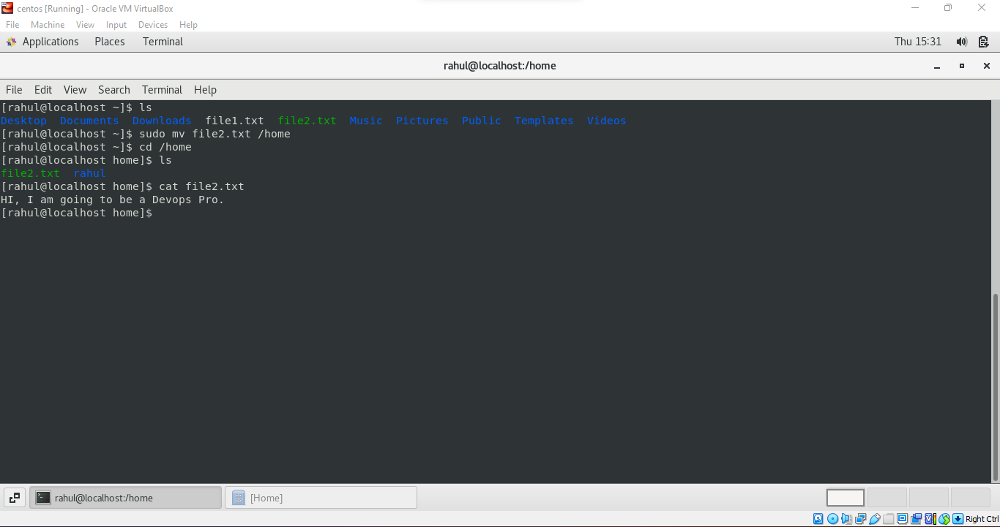 centos [Running] - Oracle VM VirtualBox
File Machine View Input Devices Help
Applications Places Terminal Thu 15:31
rahul@localhost:/home
File Edit View Search Terminal Help
[rahul@localhost ~]$ ls
Desktop Documents Downloads file1.txt file2.txt Music Pictures Public Templates Videos
[rahul@localhost ~]$ sudo mv file2.txt /home
[rahul@localhost ~]$ cd /home
[rahul@localhost home]$ ls
file2.txt rahul
[rahul@localhost home]$ cat file2.txt
HI, I am going to be a Devops Pro.
[rahul@localhost home]$
rahul@localhost:/home [Home]
Right Ctrl